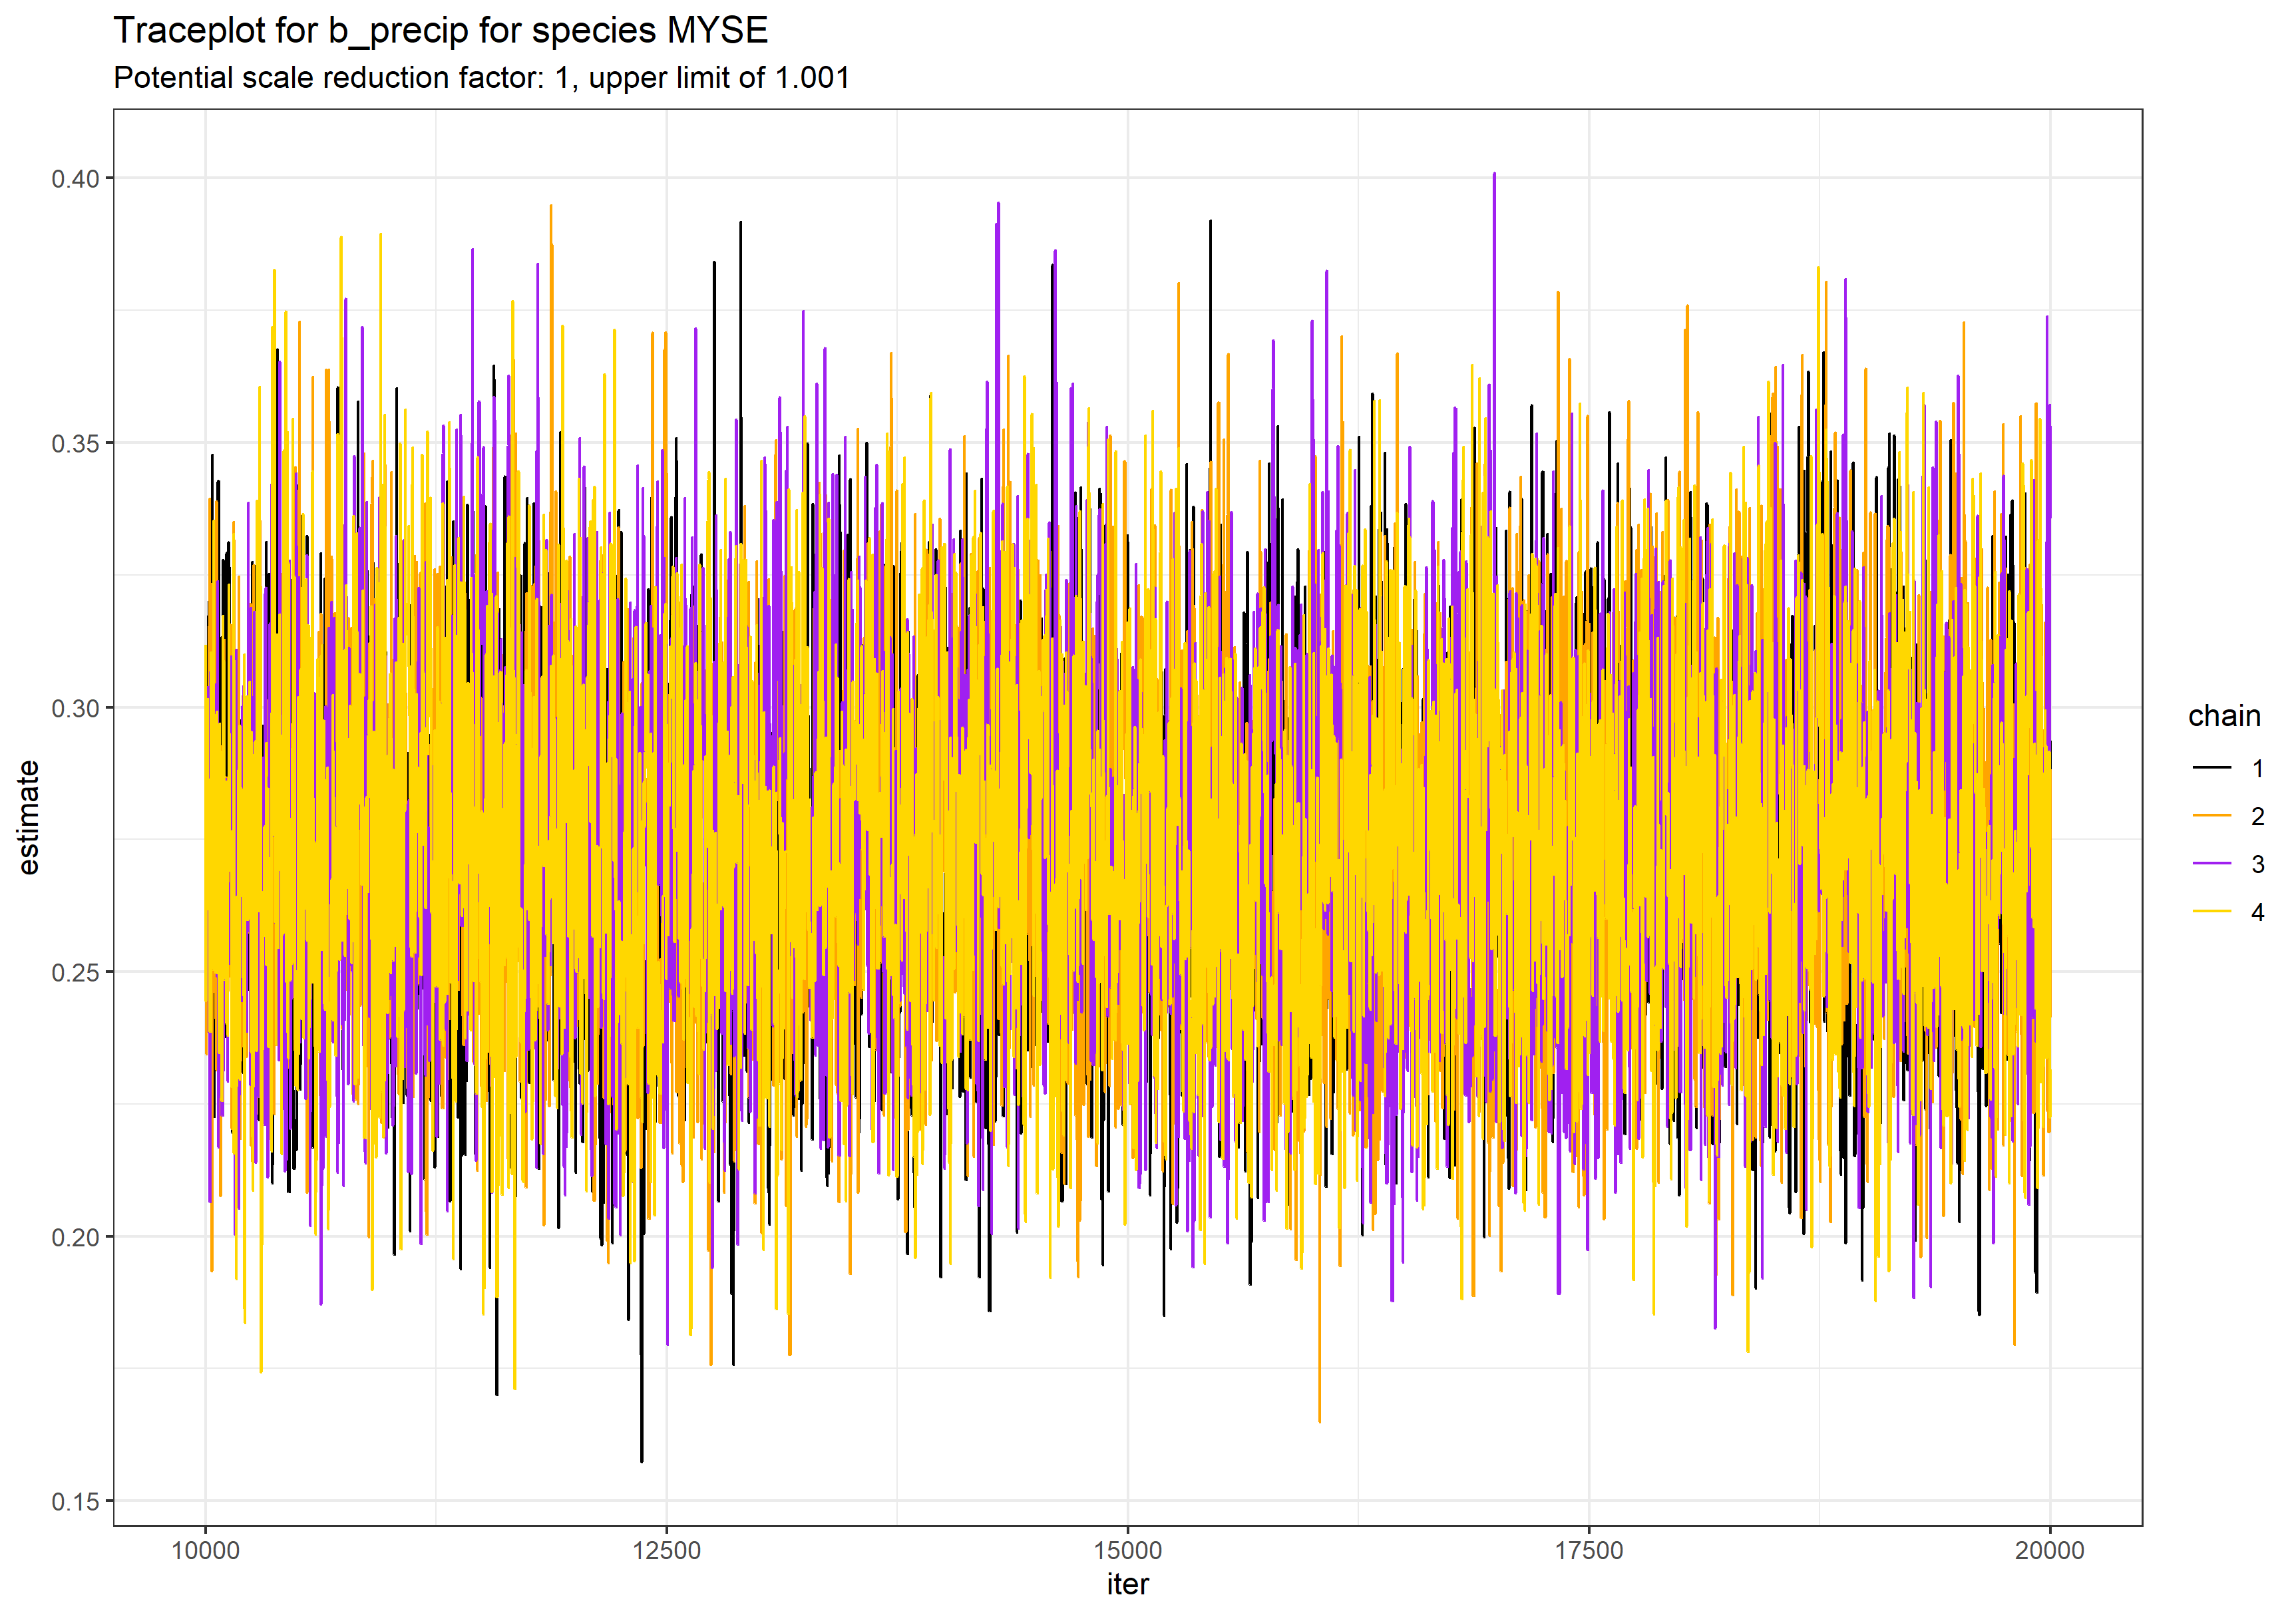 Traceplot for b_precip for species MYSE
Potential scale reduction factor: 1, upper limit of 1.001
0.40
0.35
0.30
0.25
0.20
0.15
estimate
10000 12500 15000 17500 20000
iter
chain
1
2
3
4